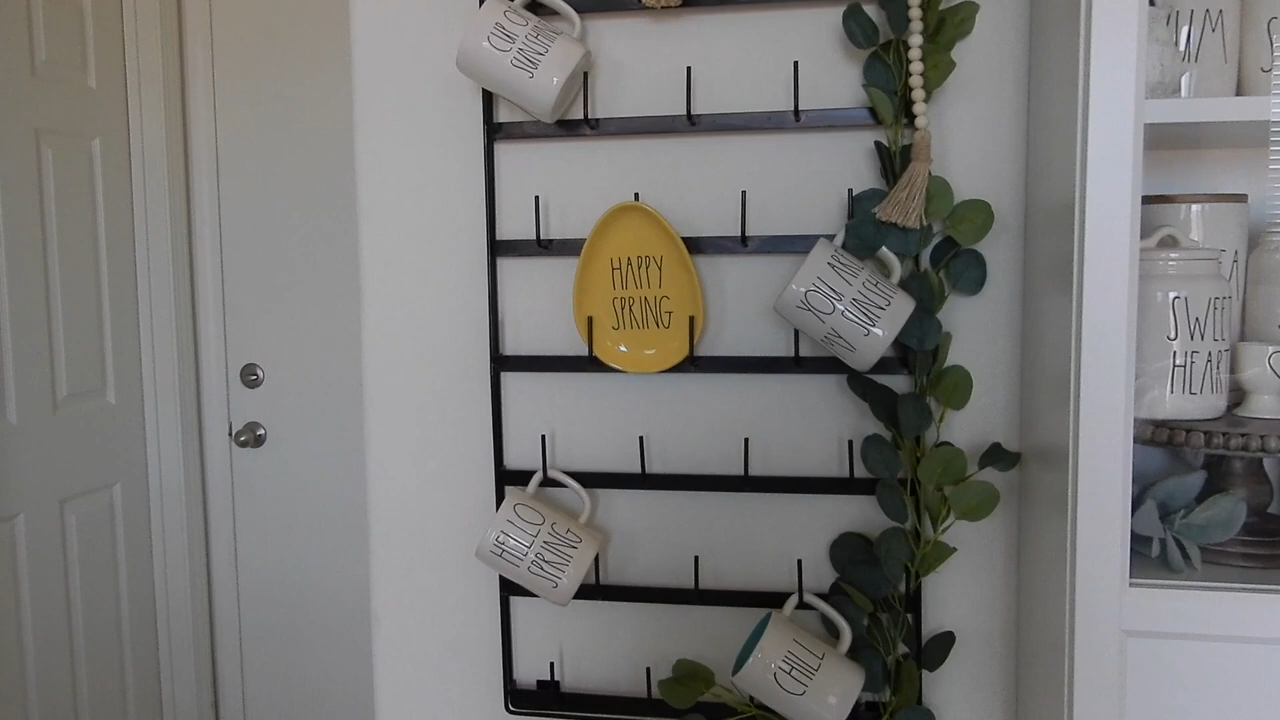 CUP OF
SUNSHINE
HAPPY
SPRING
YOU ARE
MY SUNSHINE
HELLO
SPRING
CHILL
SWEET
HEART